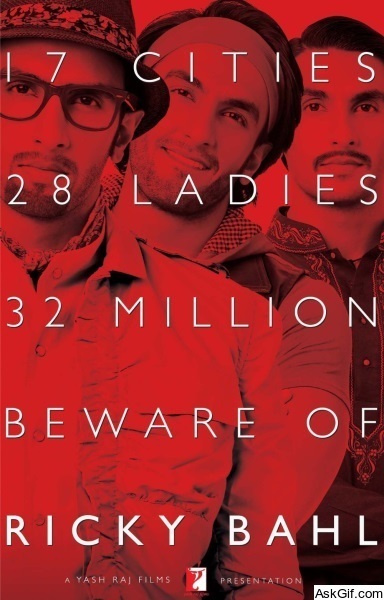 17 CITIES
28 LADIES
32 MILLION
BEWARE OF
RICKY BAHL
A YASH RAJ FILMS PRESENTATION
AskGif.com